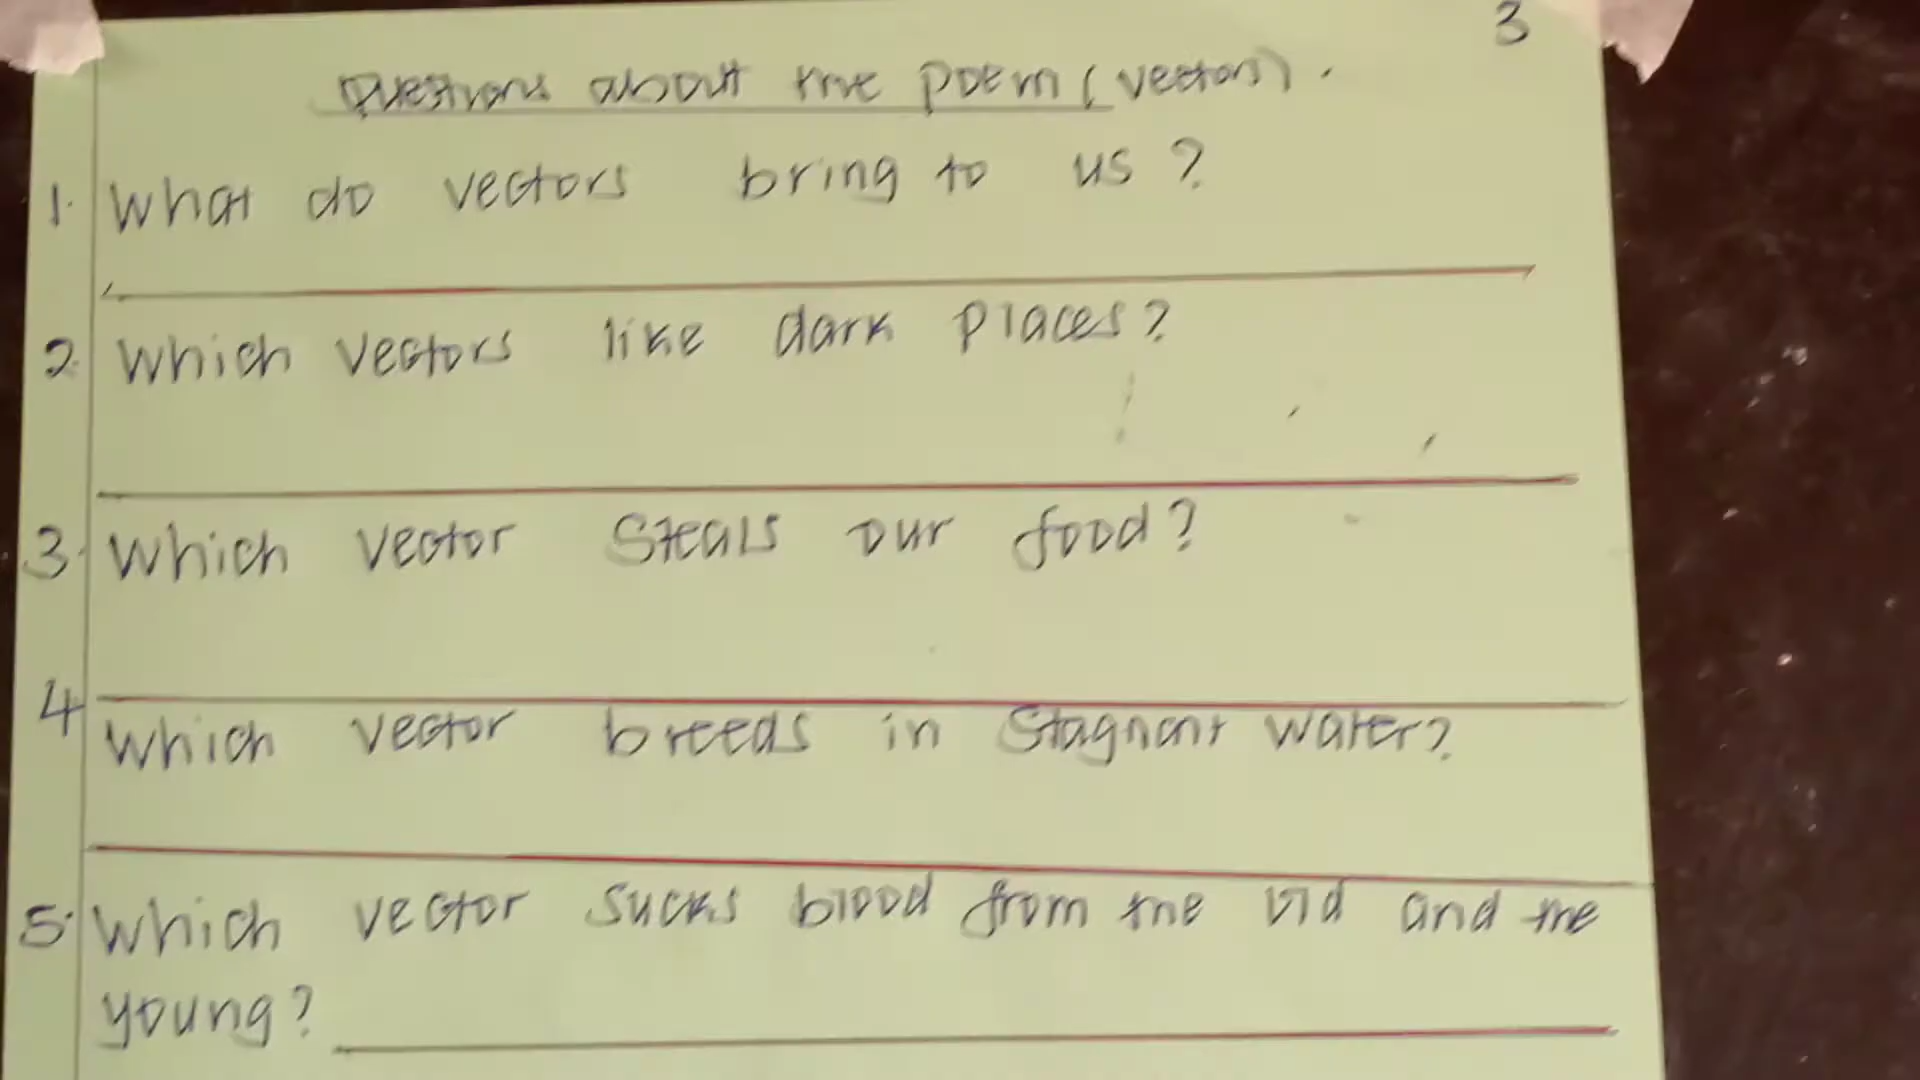 3
Questions about the poem (vectors).
1. What do vectors bring to us?
2. Which vectors like dark places?
3. Which vector steals our food?
4 Which vector breeds in stagnant water?
5. Which vector sucks blood from the old and the
young?